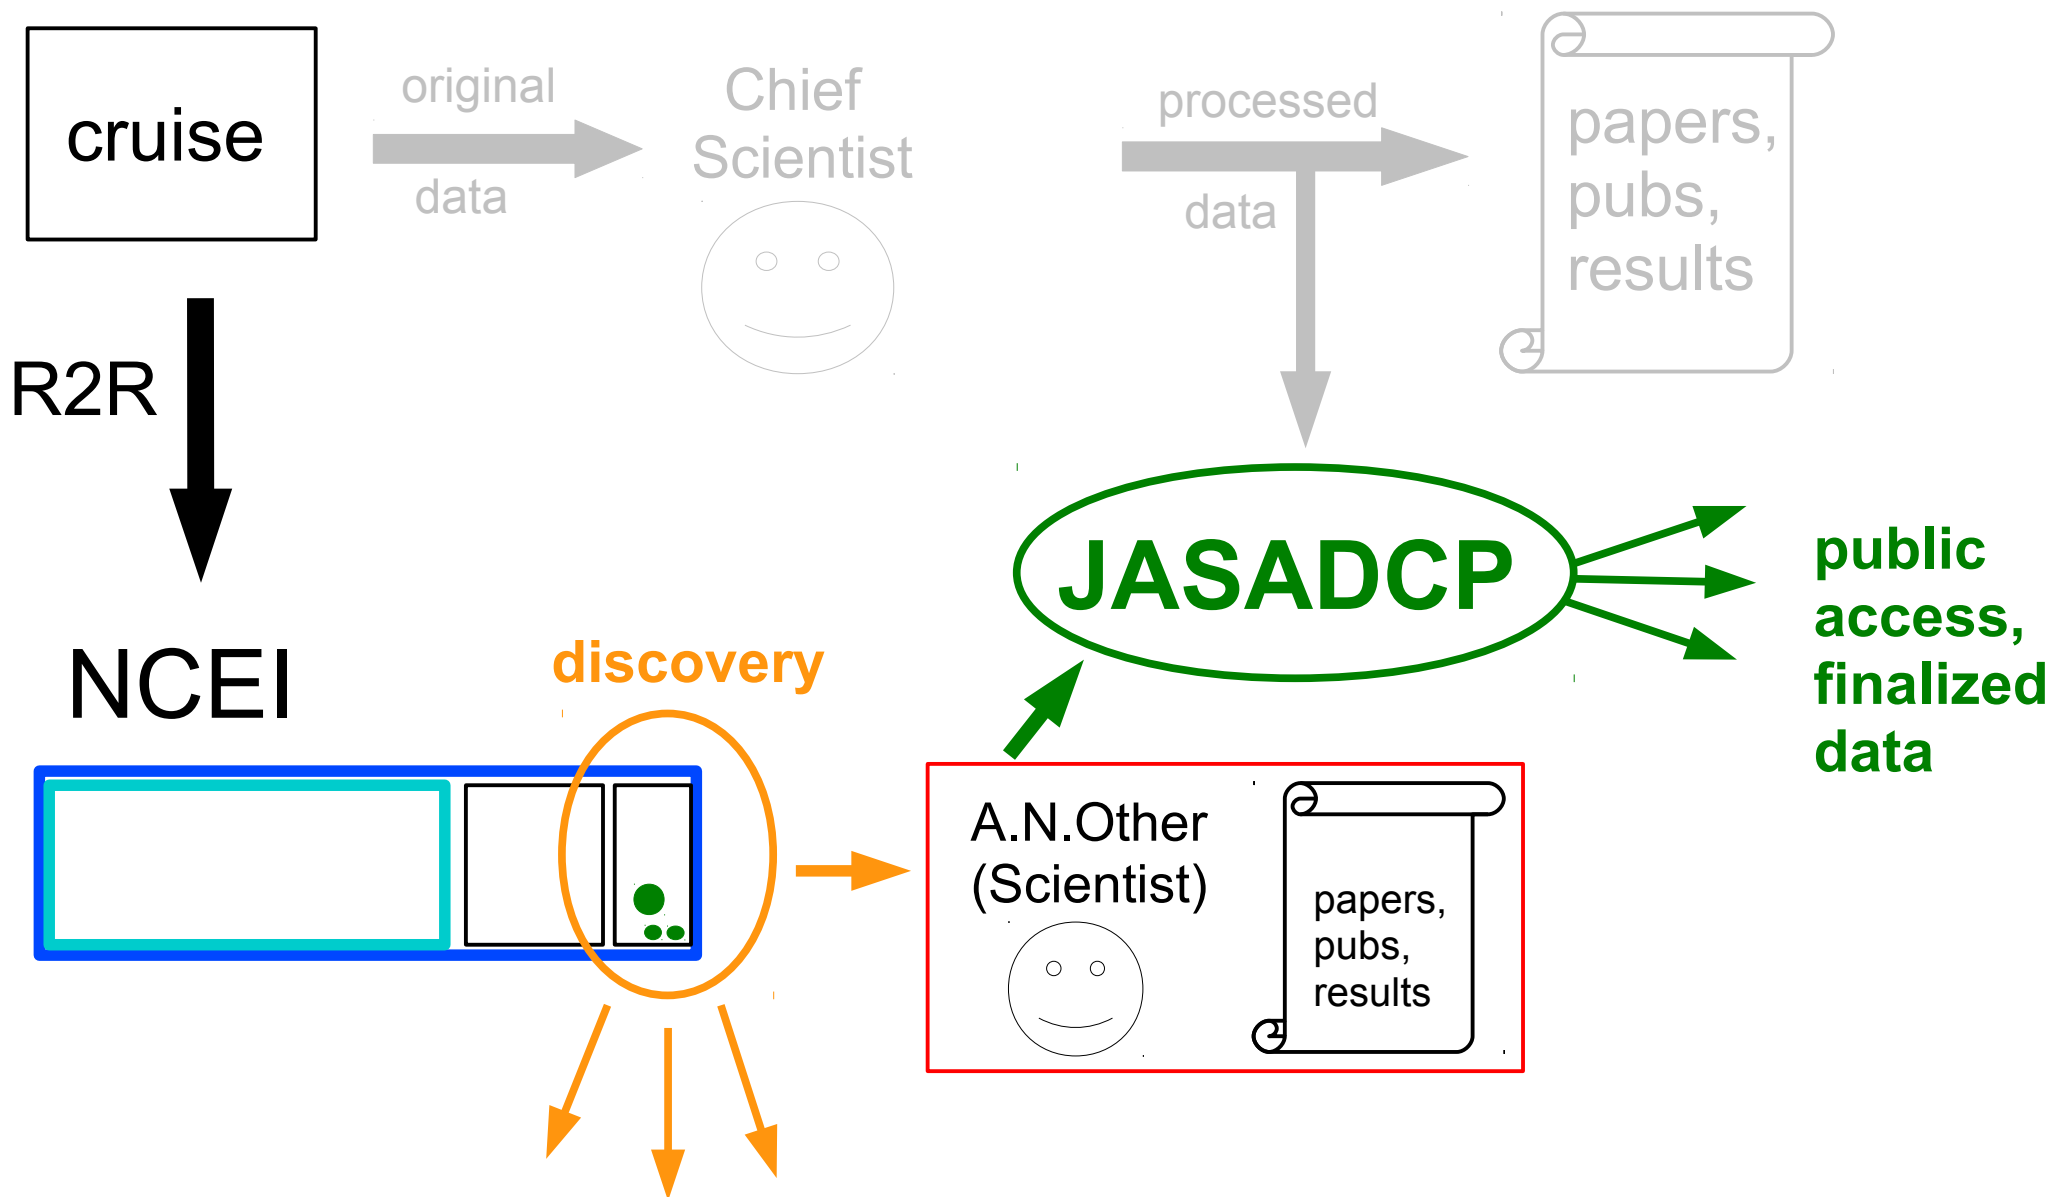 cruise
original
data
Chief
Scientist
processed
data
papers,
pubs,
results
R2R
NCEI
discovery
JASADCP
public
access,
finalized
data
A.N.Other
(Scientist)
papers,
pubs,
results